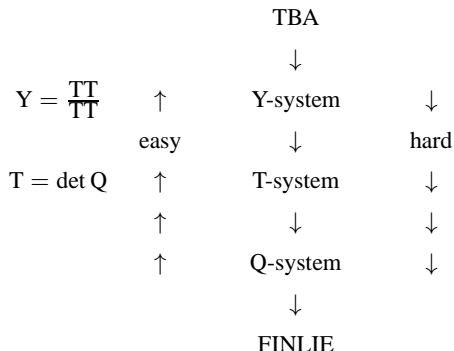 TBA
↓
Y = TT/TT ↑ Y-system ↓
easy ↓ hard
T = det Q ↑ T-system ↓
↑ ↓ ↓
↑ Q-system ↓
↓
FINLIE